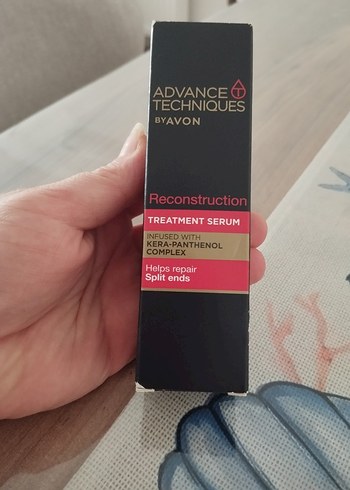 ADVANCE
TECHNIQUES
BY AVON
Reconstruction
TREATMENT SERUM
INFUSED WITH
KERA-PANTHENOL
COMPLEX
Helps repair
Split ends